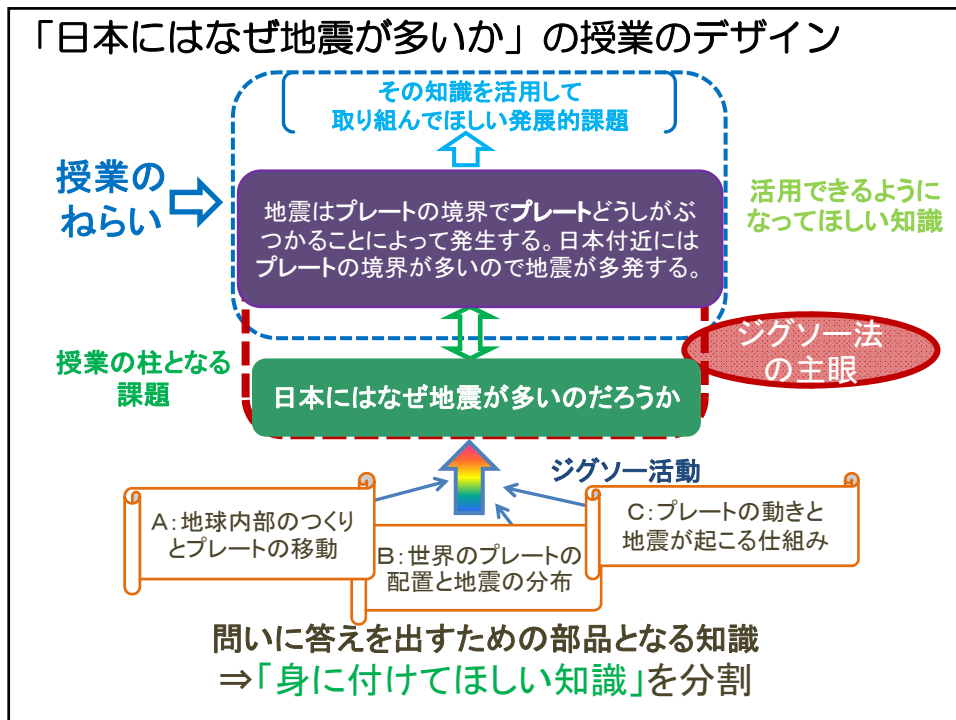 「日本にはなぜ地震が多いか」の授業のデザイン
その知識を活用して
取り組んでほしい発展的課題
授業の
ねらい
地震はプレートの境界でプレートどうしがぶ
つかることによって発生する。日本付近には
プレートの境界が多いので地震が多発する。
活用できるように
なってほしい知識
ジグソー法
の主眼
授業の柱となる
課題
日本にはなぜ地震が多いのだろうか
ジグソー活動
A:地球内部のつくり
とプレートの移動
B:世界のプレートの
配置と地震の分布
C:プレートの動きと
地震が起こる仕組み
問いに答えを出すための部品となる知識
⇒「身に付けてほしい知識」を分割